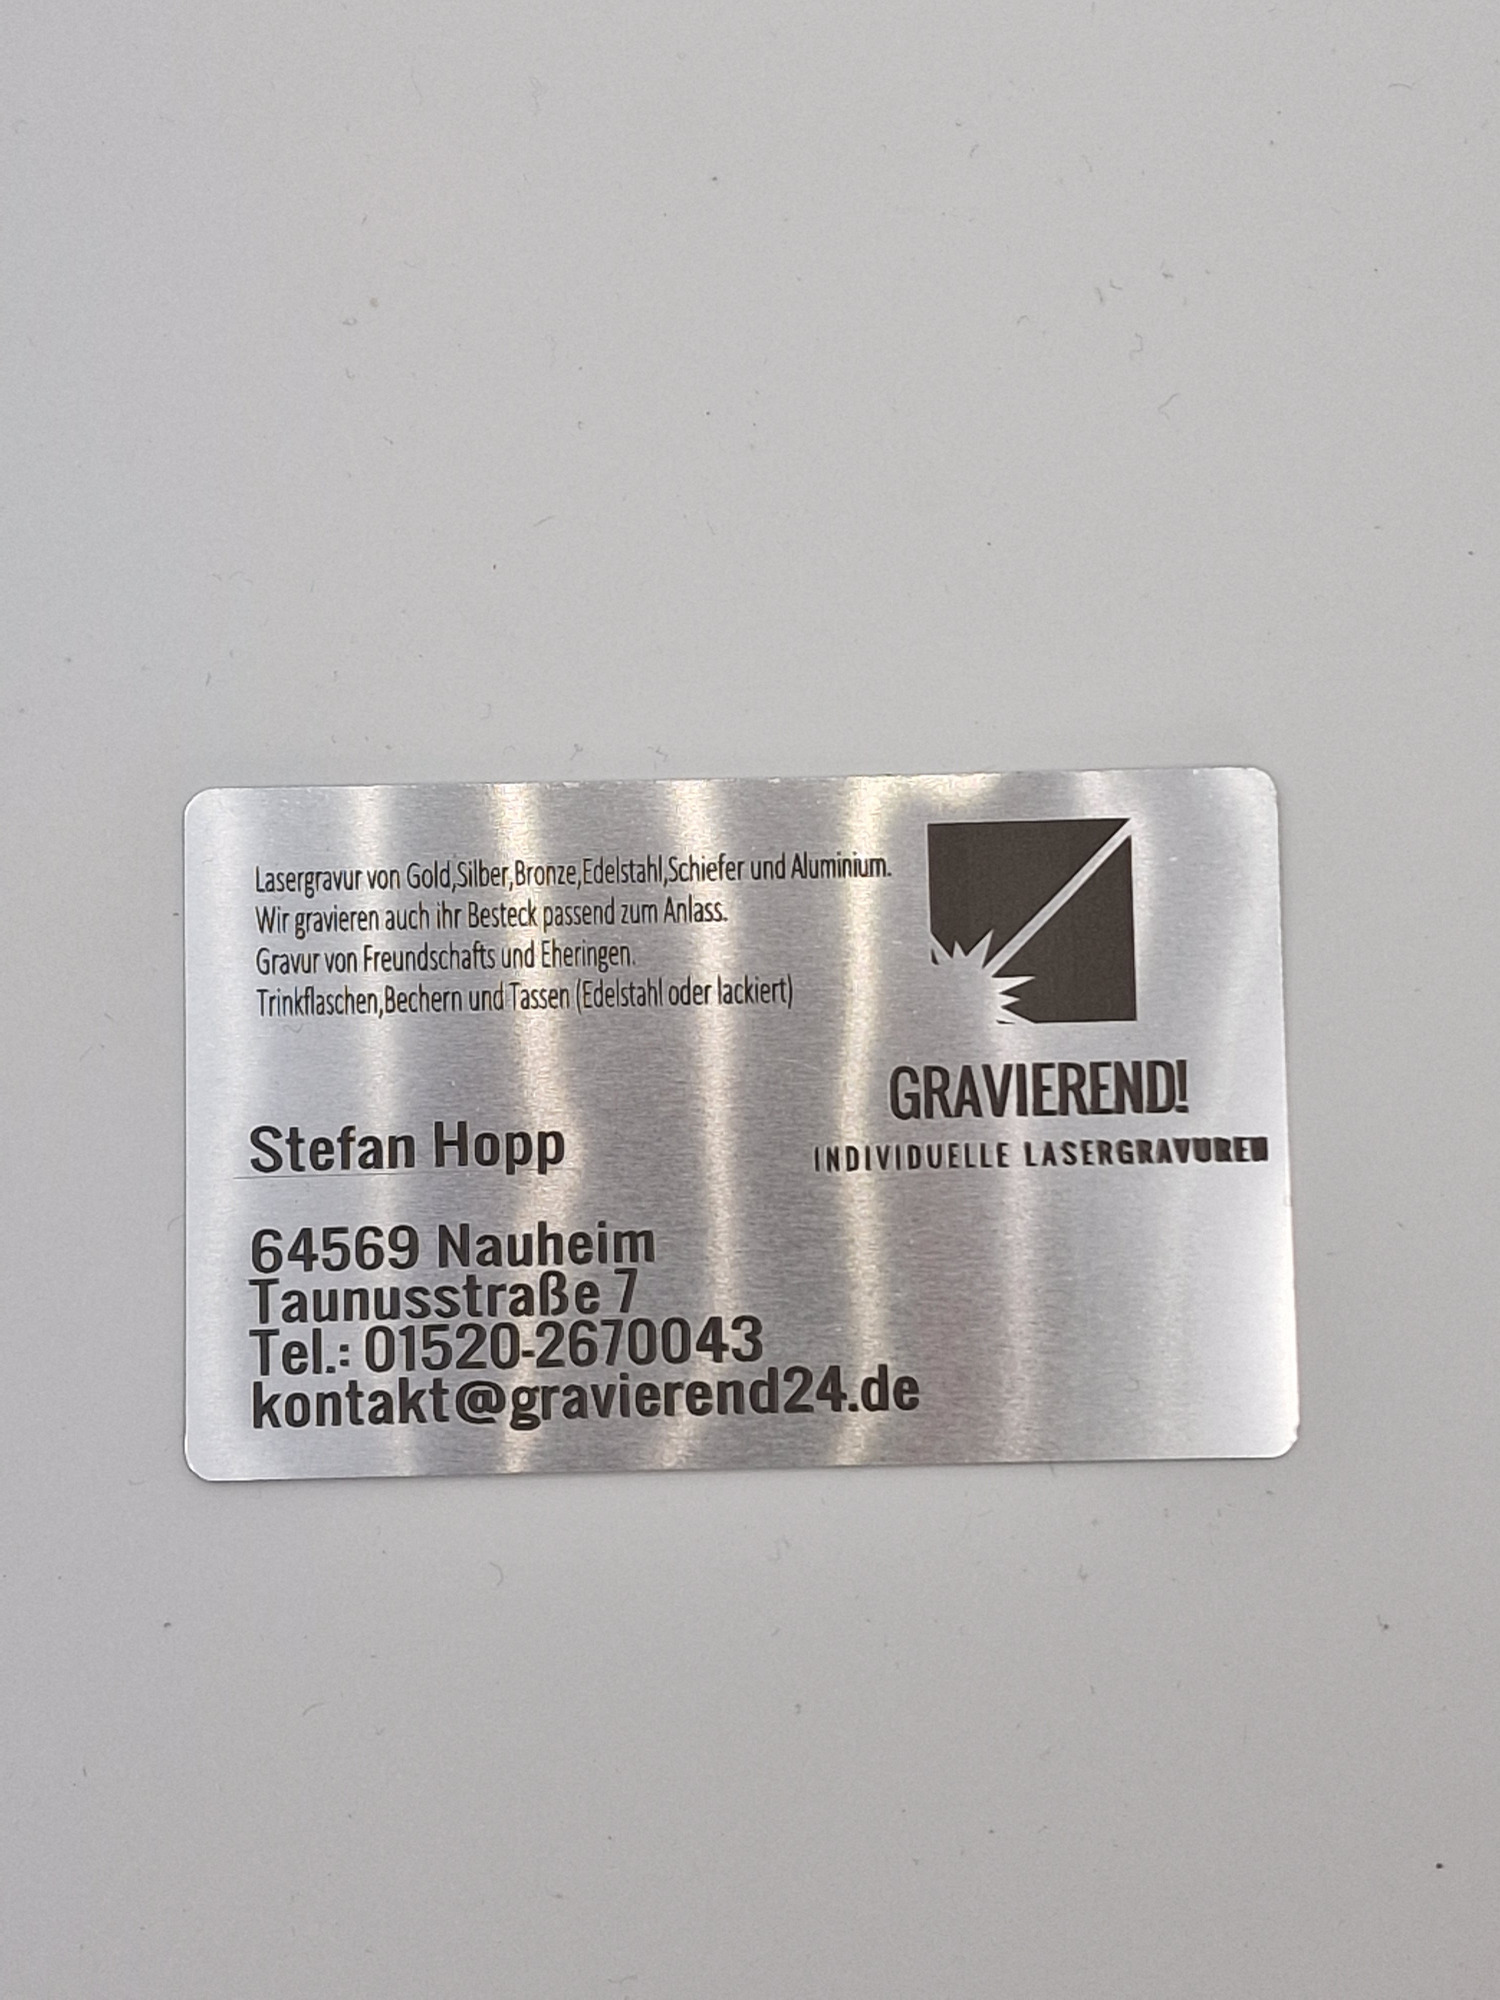 Lasergravur von Gold,Silber,Bronze,Edelstahl,Schiefer und Aluminium.
Wir gravieren auch ihr Besteck passend zum Anlass.
Gravur von Freundschafts und Eheringen.
Trinkflaschen,Bechern und Tassen (Edelstahl oder lackiert)
GRAVIEREND!
INDIVIDUELLE LASERGRAVUREN
Stefan Hopp
64569 Nauheim
Taunusstraße 7
Tel.: 01520-2670043
kontakt@gravierend24.de